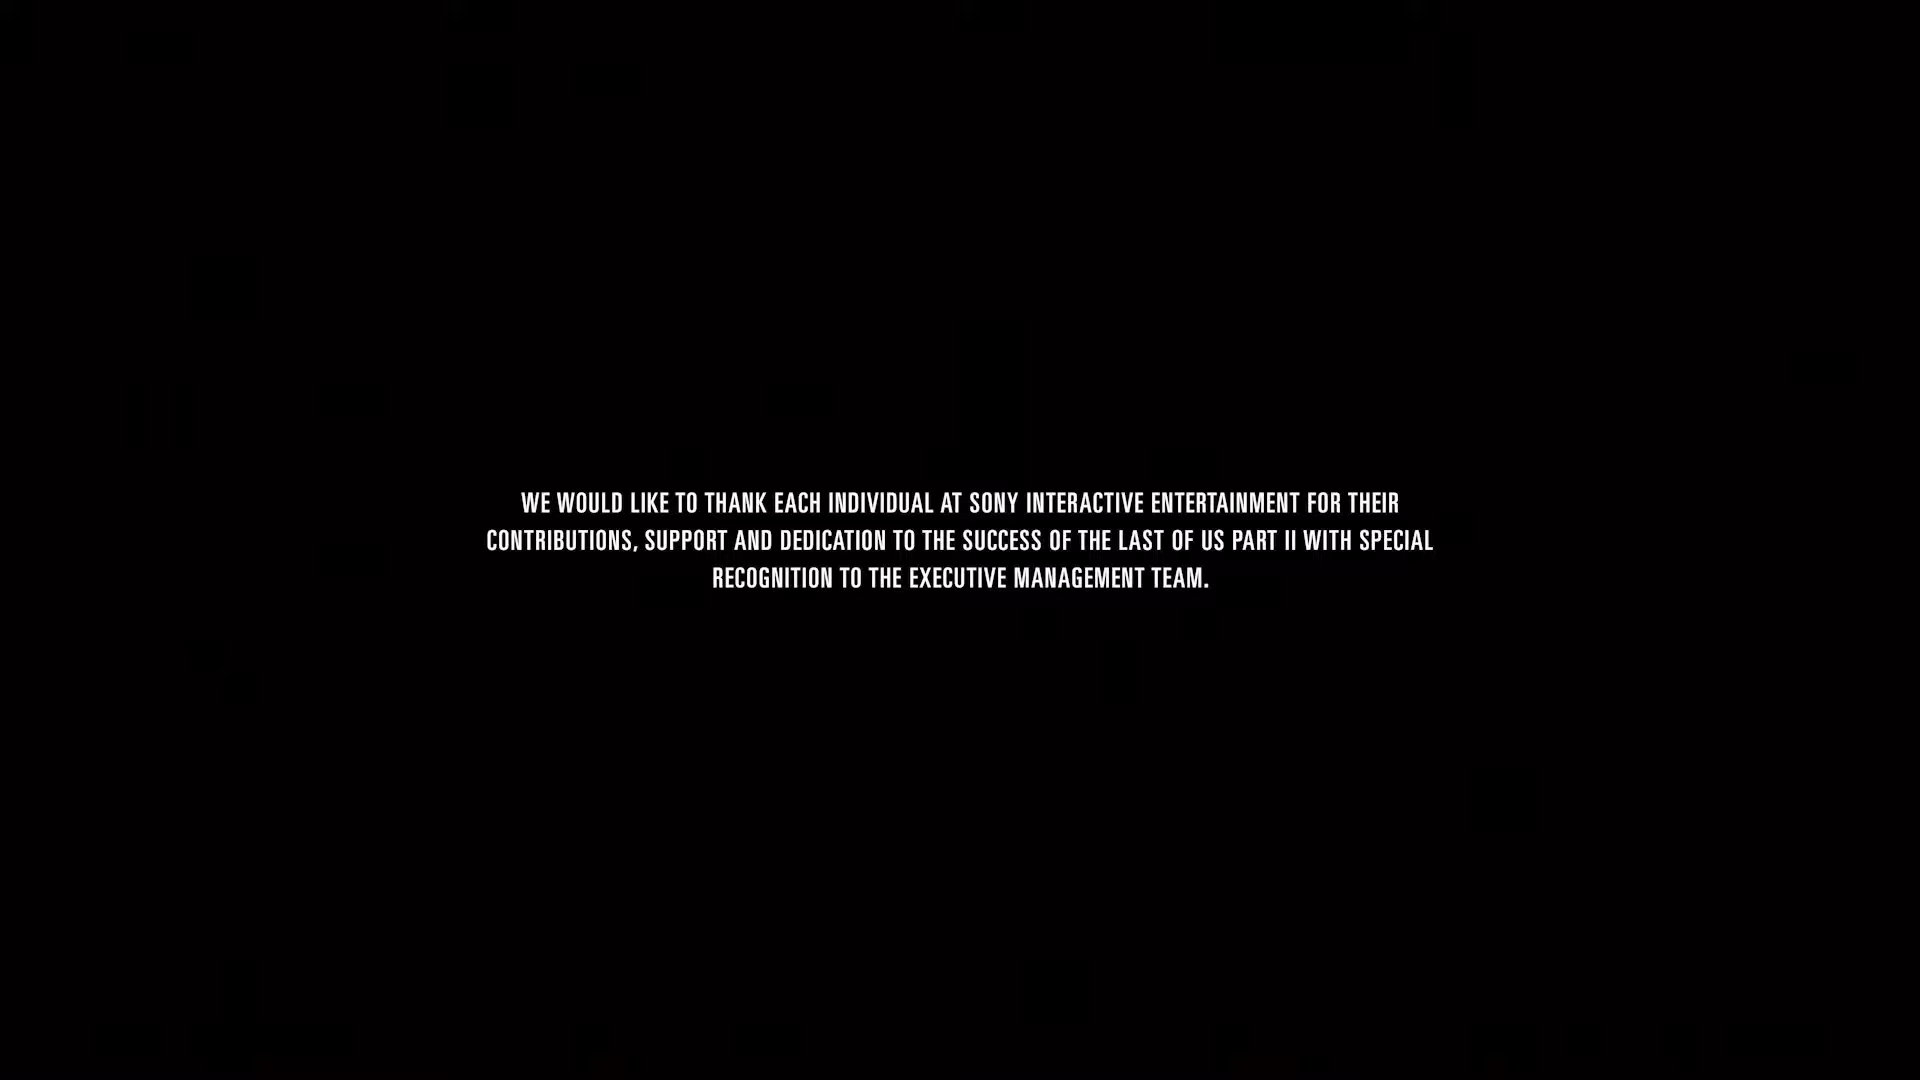 WE WOULD LIKE TO THANK EACH INDIVIDUAL AT SONY INTERACTIVE ENTERTAINMENT FOR THEIR
CONTRIBUTIONS, SUPPORT AND DEDICATION TO THE SUCCESS OF THE LAST OF US PART II WITH SPECIAL
RECOGNITION TO THE EXECUTIVE MANAGEMENT TEAM.